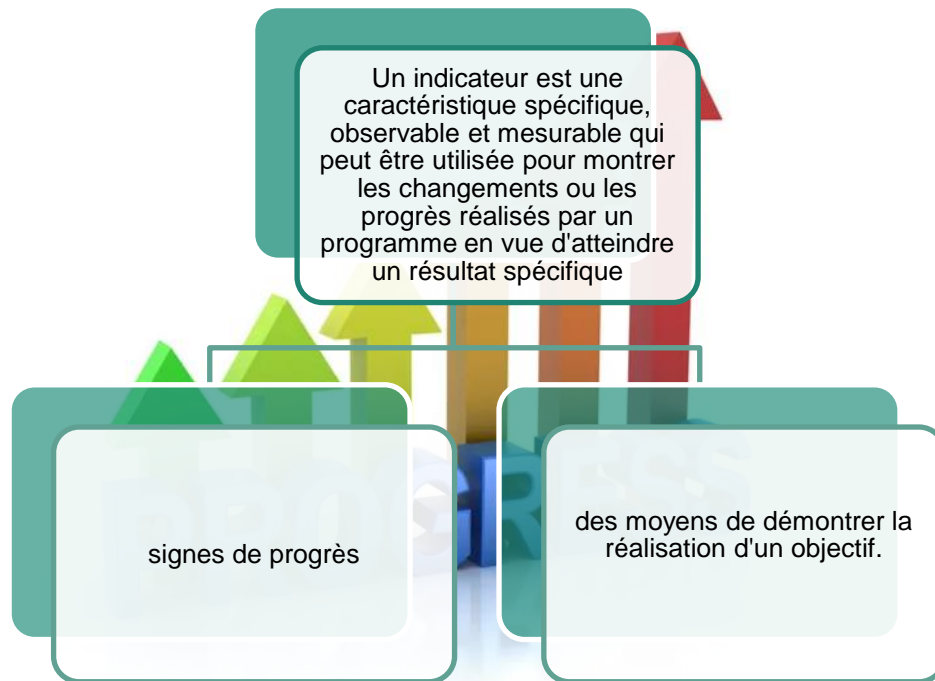 Un indicateur est une
caractéristique spécifique,
observable et mesurable qui
peut être utilisée pour montrer
les changements ou les
progrès réalisés par un
programme en vue d'atteindre
un résultat spécifique
signes de progrès
des moyens de démontrer la
réalisation d'un objectif.
PROGRESS